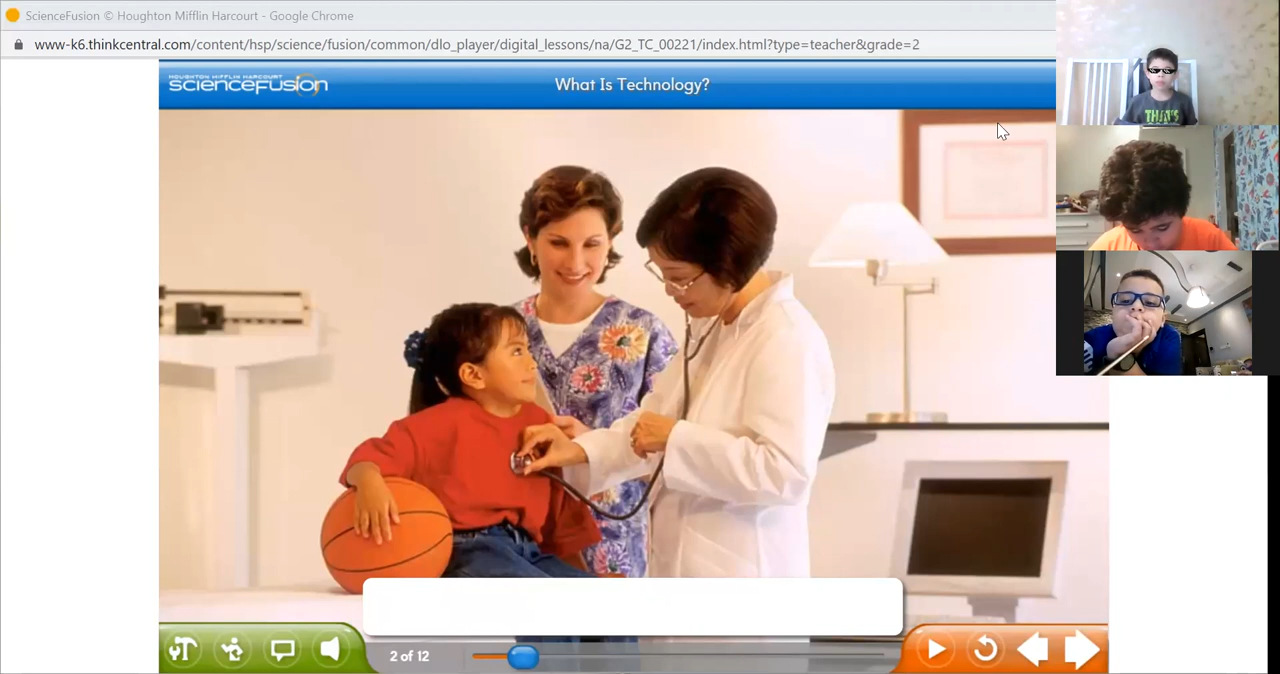 ScienceFusion © Houghton Mifflin Harcourt - Google Chrome
www-k6.thinkcentral.com/content/hsp/science/fusion/common/dlo_player/digital_lessons/na/G2_TC_00221/index.html?type=teacher&grade=2
HOUGHTON MIFFLIN HARCOURT
scienceFusion
What Is Technology?
THAT'S
2 of 12